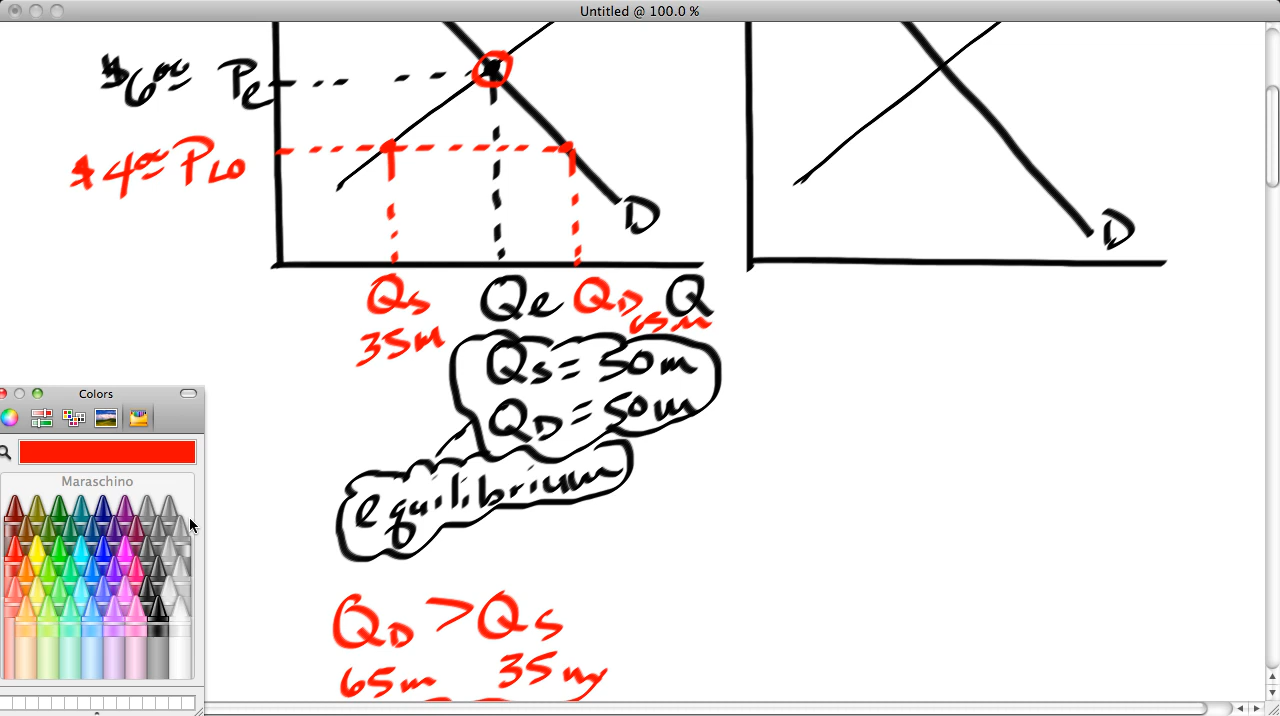 Untitled @ 100.0 %
$6.00 Pe
$4.00 PLO
D
D
Qs Qe QD Q
35m 65m
Qs = 50m
QD = 50m
equilibrium
Colors
Maraschino
QD > Qs
65m 35m